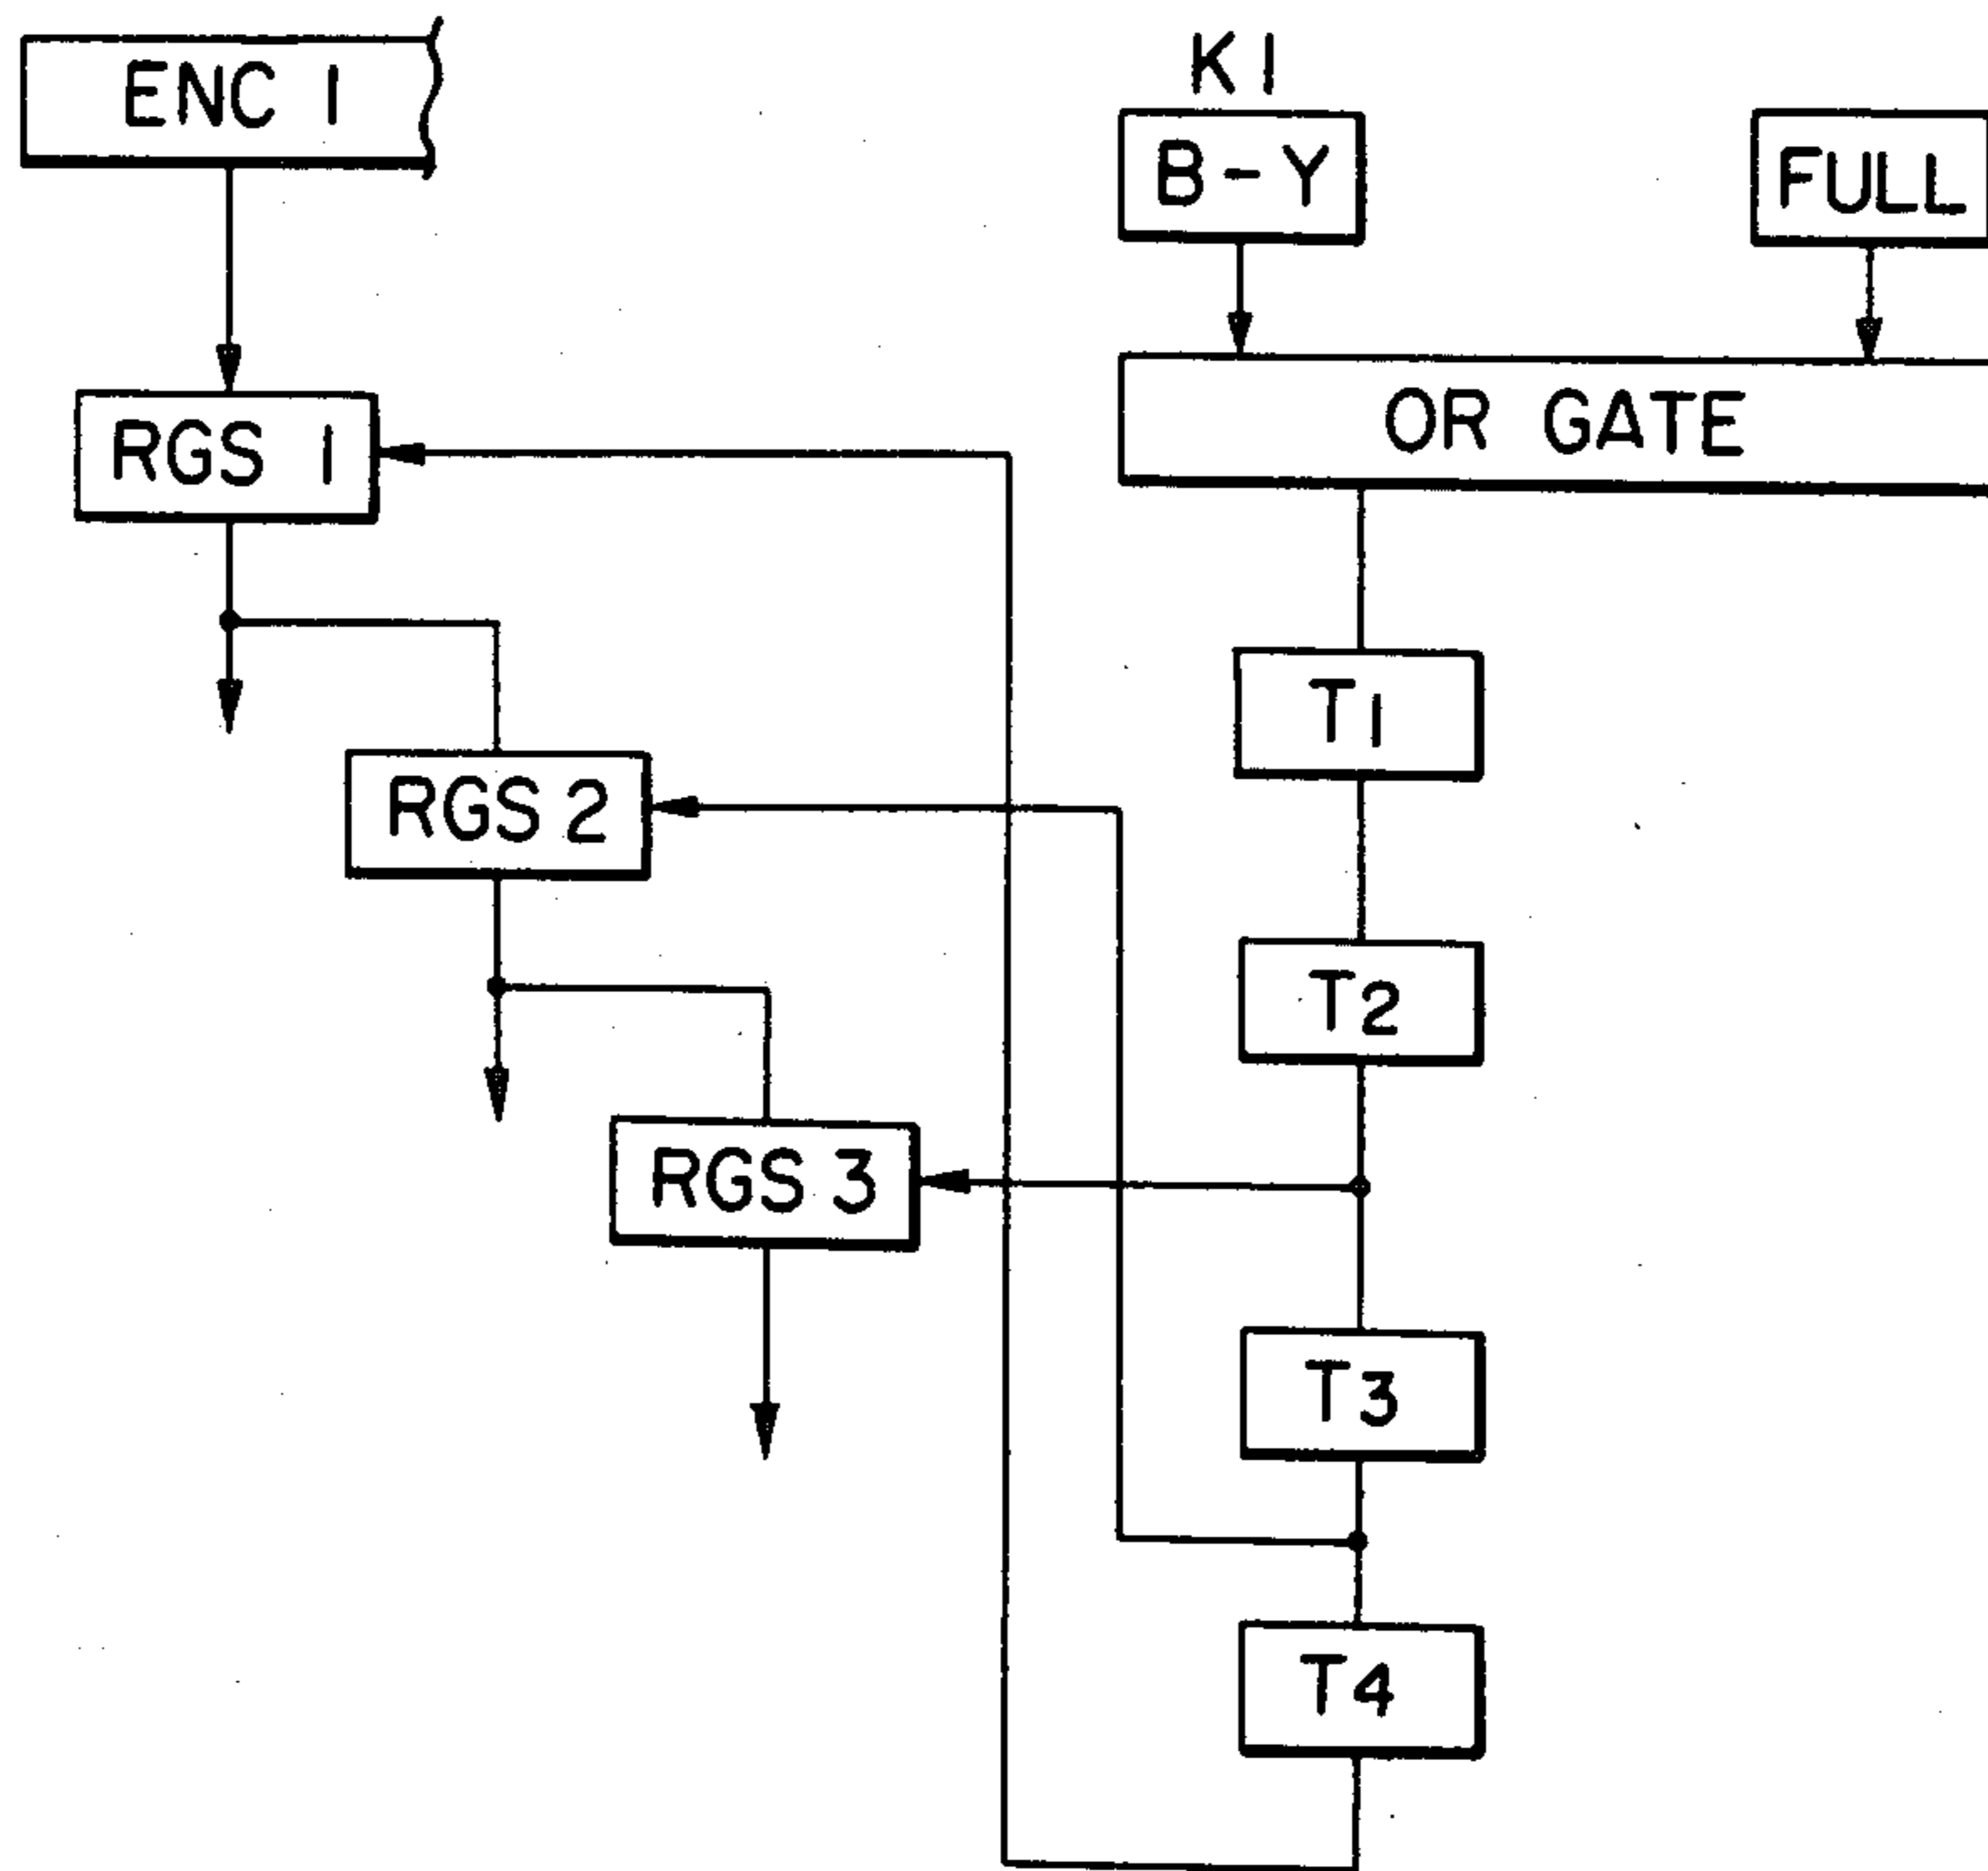 ENC 1
K1
B-Y
FULL
OR GATE
RGS 1
T1
RGS 2
T2
RGS 3
T3
T4